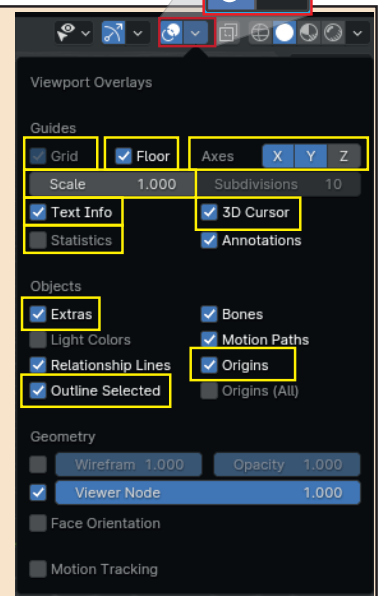 Viewport Overlays
Guides
Grid Floor Axes X Y Z
Scale 1.000 Subdivisions 10
Text Info 3D Cursor
Statistics Annotations
Objects
Extras Bones
Light Colors Motion Paths
Relationship Lines Origins
Outline Selected Origins (All)
Geometry
Wirefram 1.000 Opacity 1.000
Viewer Node 1.000
Face Orientation
Motion Tracking